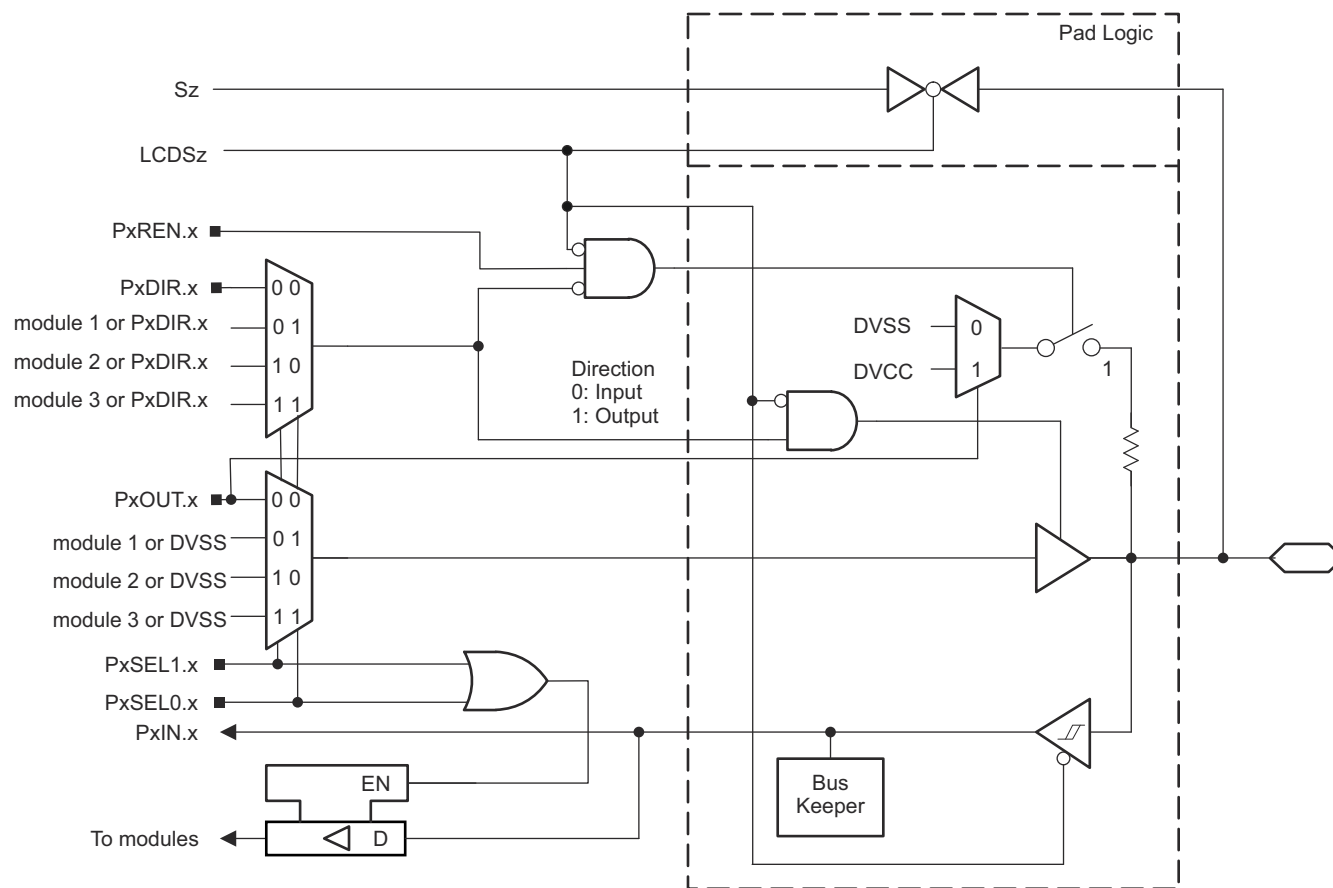 Pad Logic
Sz
LCDSz
PxREN.x
PxDIR.x
0 0
module 1 or PxDIR.x
0 1
module 2 or PxDIR.x
1 0
module 3 or PxDIR.x
1 1
Direction
0: Input
1: Output
DVSS
0
DVCC
1
1
PxOUT.x
0 0
module 1 or DVSS
0 1
module 2 or DVSS
1 0
module 3 or DVSS
1 1
PxSEL1.x
PxSEL0.x
PxIN.x
Bus
Keeper
EN
To modules
D